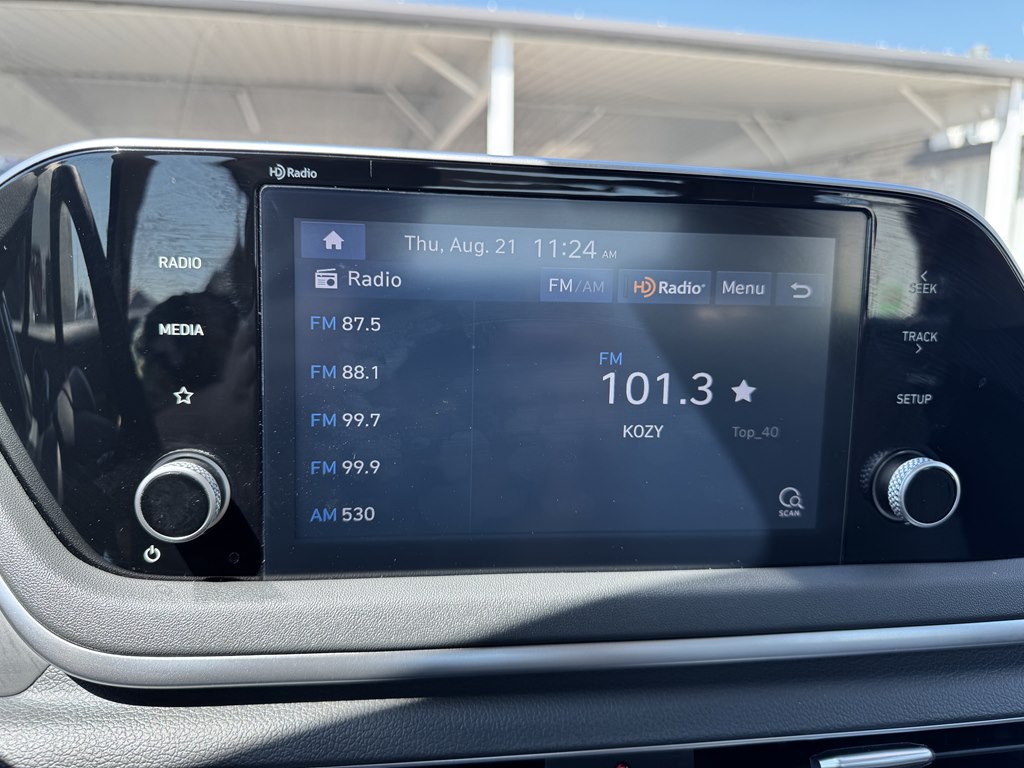 HD Radio
Thu, Aug. 21 11:24 AM
Radio
FM/AM HD Radio Menu
FM 87.5
FM 88.1
FM 99.7
FM 99.9
AM 530
FM
101.3
KOZY Top_40
SCAN
RADIO
MEDIA
SEEK
TRACK
SETUP